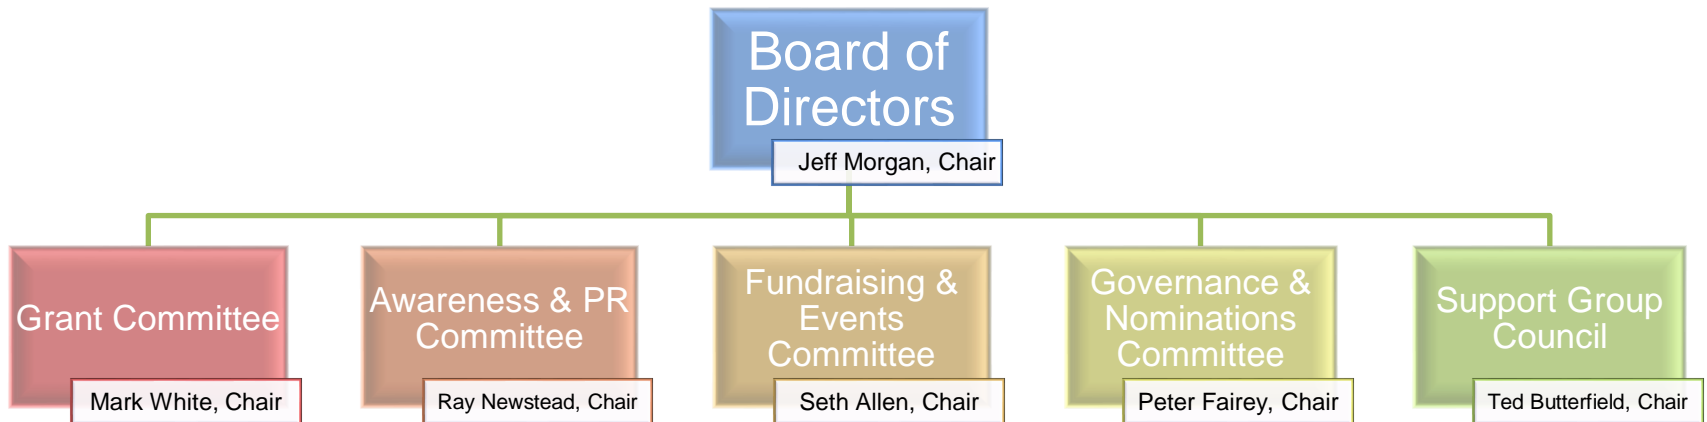 Board of
Directors
Jeff Morgan, Chair
Grant Committee
Mark White, Chair
Awareness & PR
Committee
Ray Newstead, Chair
Fundraising &
Events
Committee
Seth Allen, Chair
Governance &
Nominations
Committee
Peter Fairey, Chair
Support Group
Council
Ted Butterfield, Chair